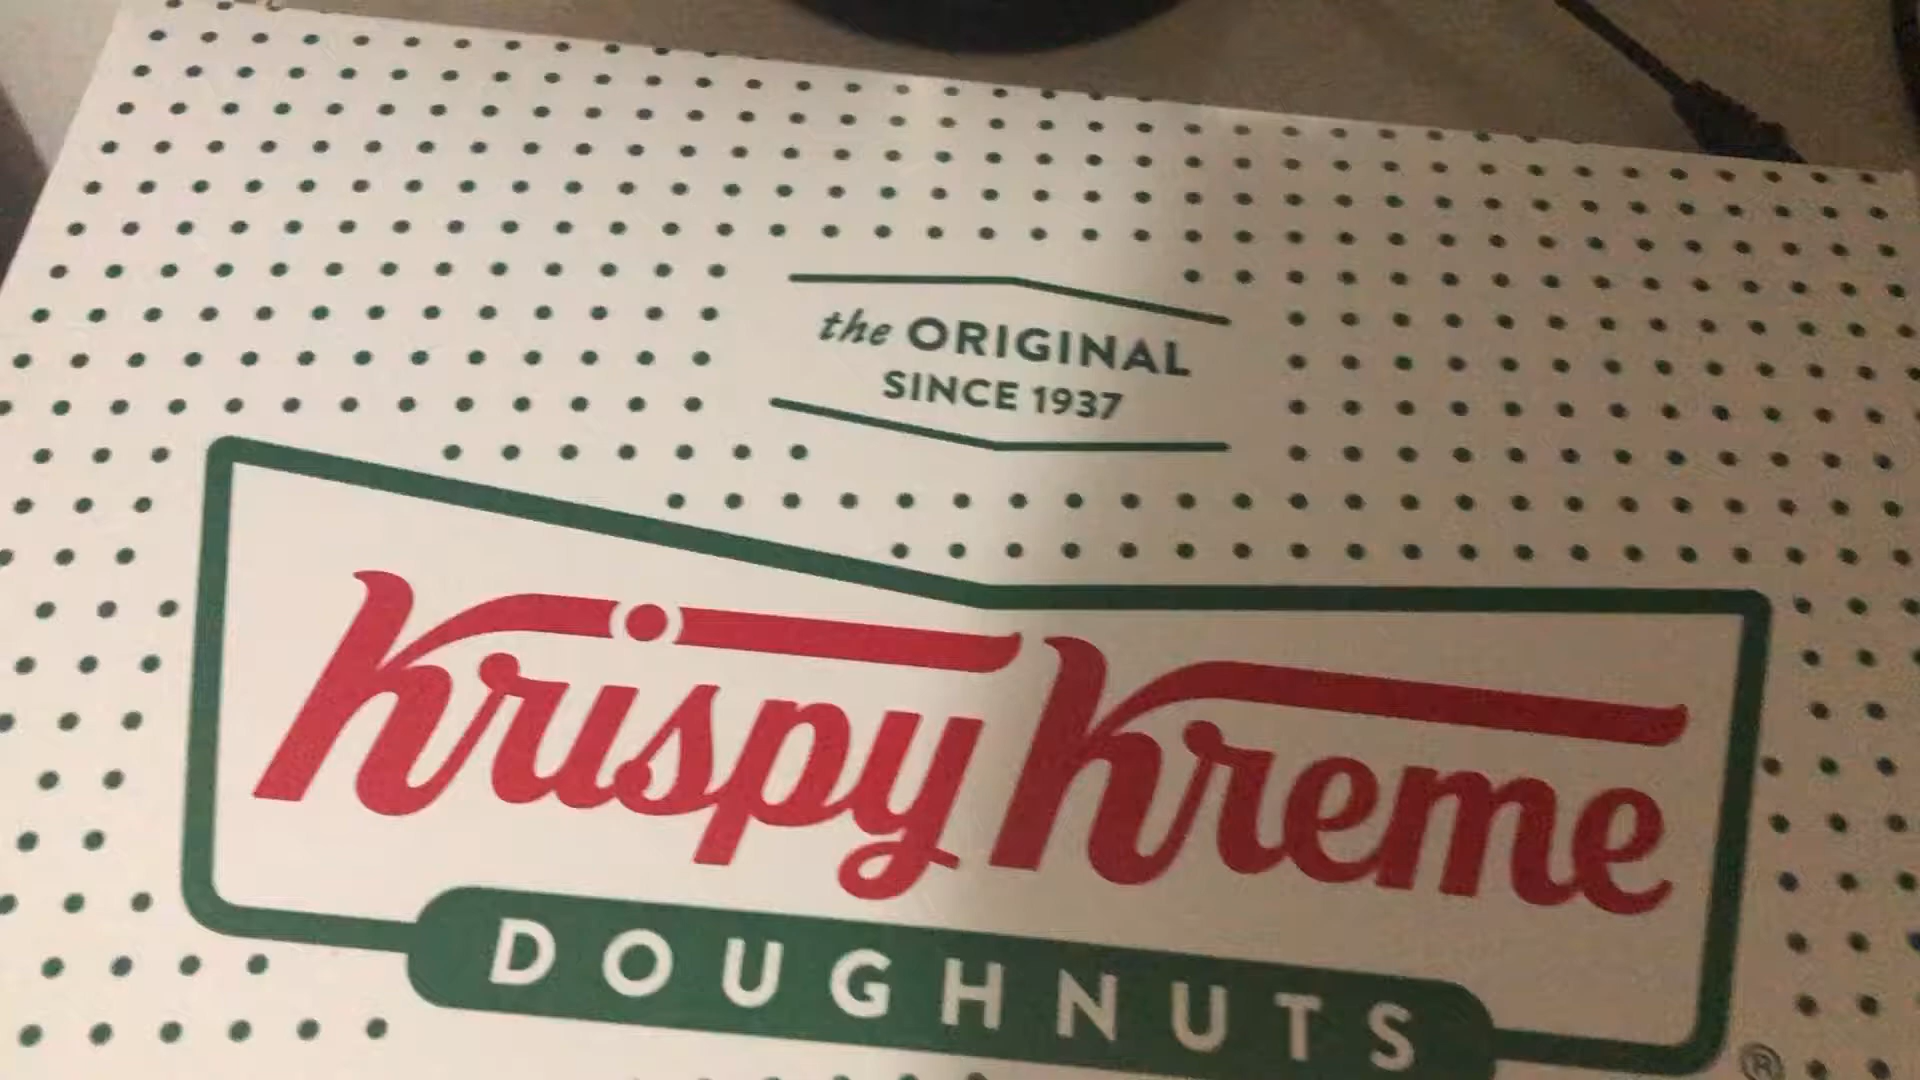 the ORIGINAL
SINCE 1937
Krispy Kreme
DOUGHNUTS
®